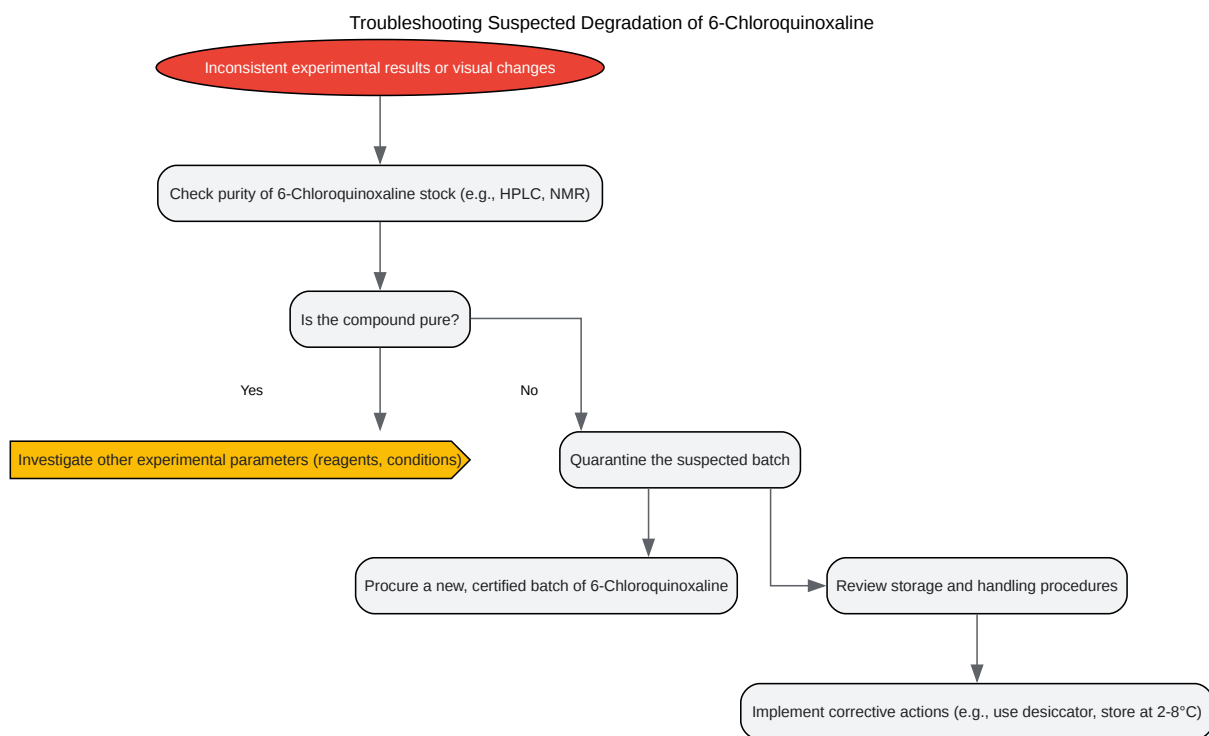 Troubleshooting Suspected Degradation of 6-Chloroquinoxaline
Inconsistent experimental results or visual changes
Check purity of 6-Chloroquinoxaline stock (e.g., HPLC, NMR)
Is the compound pure?
Yes
No
Investigate other experimental parameters (reagents, conditions)
Quarantine the suspected batch
Procure a new, certified batch of 6-Chloroquinoxaline
Review storage and handling procedures
Implement corrective actions (e.g., use desiccator, store at 2-8°C)